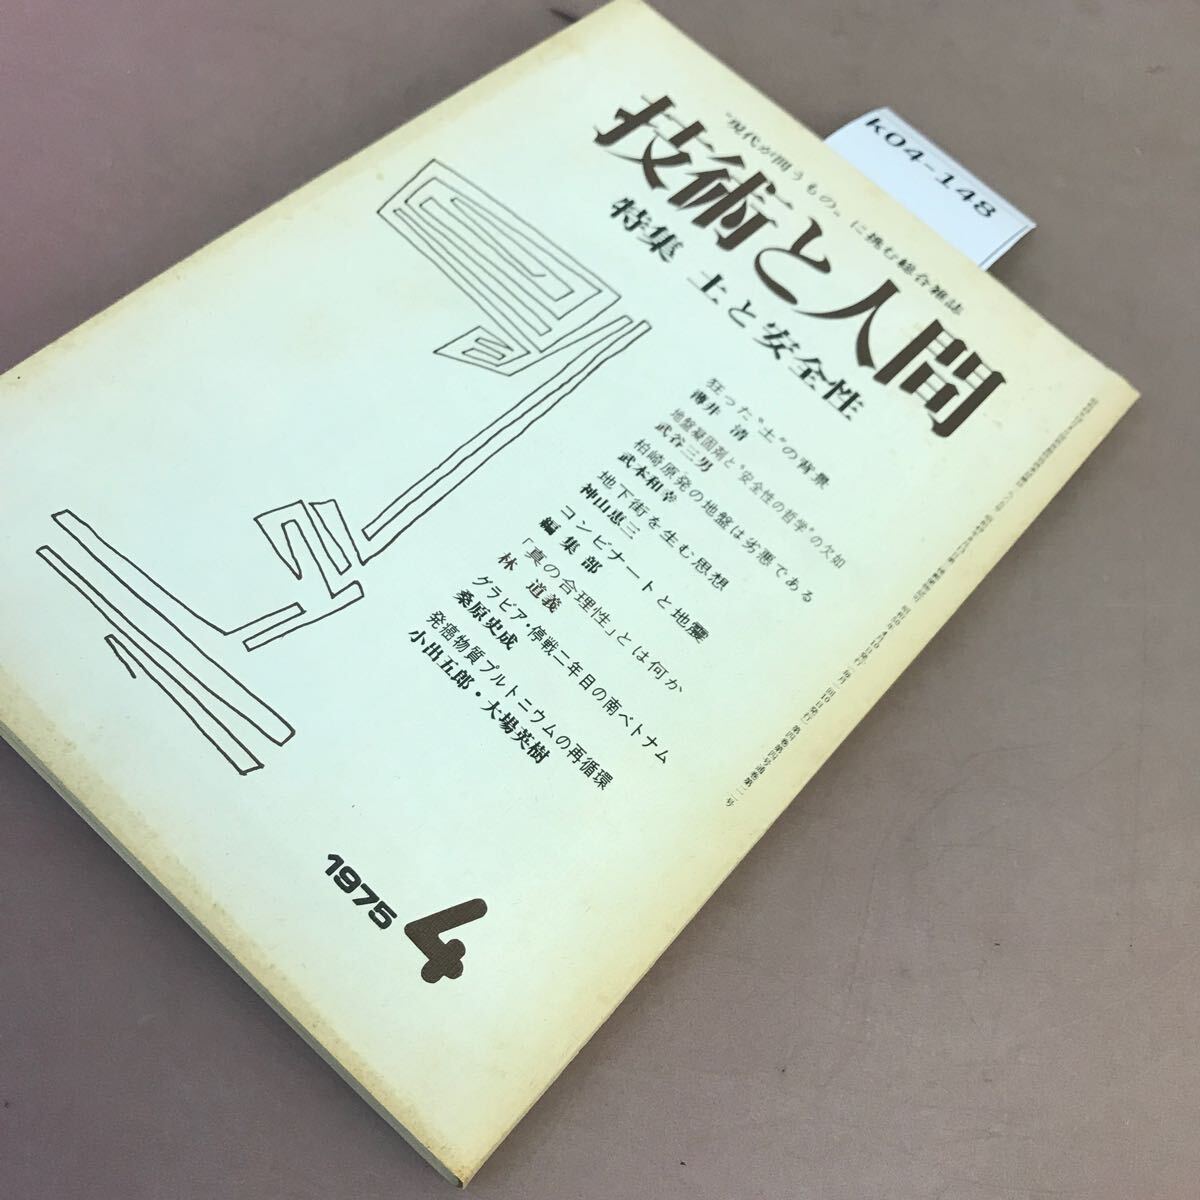 k04-148
"現代が問うもの"に挑む総合雑誌
技術と人間
特集 土と安全性
狂った"土"の背景
薄井 清
地盤凝固剤と"安全性の哲学"の欠如
武谷三男
柏崎原発の地盤は劣悪である
武本和幸
地下街を生む思想
神山恵三
コンビナートと地震
編集部
「真の合理性」とは何か
林 道義
グラビア・停戦二年目の南ベトナム
桑原史成
発癌物質プルトニウムの再循環
小出五郎・大場英樹
1975 4